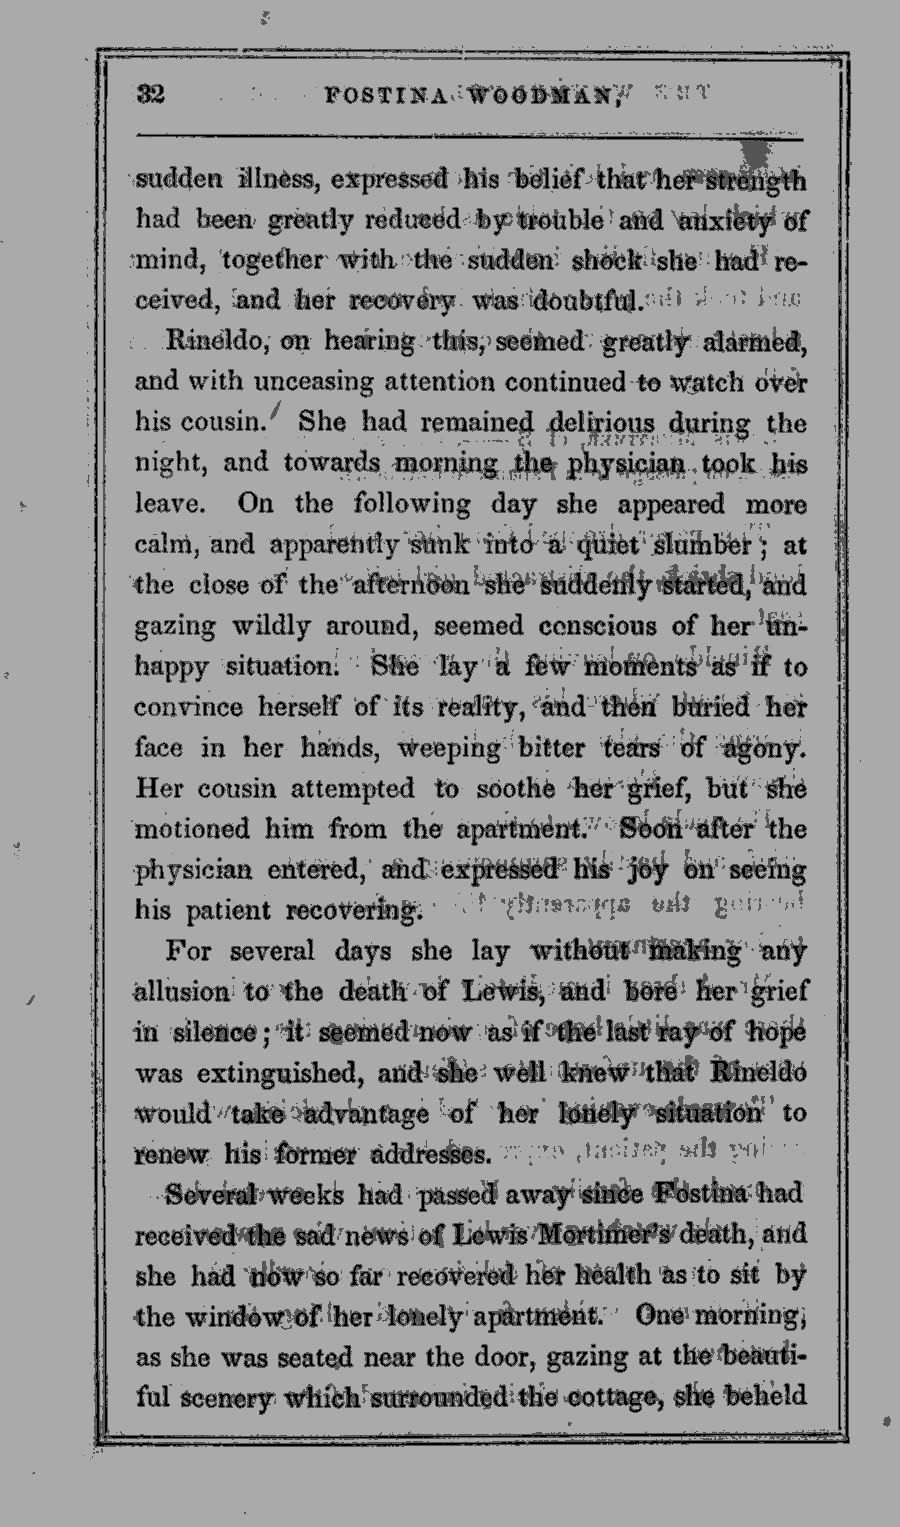 32 FOSTINA WOODMAN,
sudden illness, expressed his belief that her strength
had been greatly reduced by trouble and anxiety of
mind, together with the sudden shock she had re-
ceived, and her recovery was doubtful.
Rineldo, on hearing this, seemed greatly alarmed,
and with unceasing attention continued to watch over
his cousin. She had remained delirious during the
night, and towards morning the physician took his
leave. On the following day she appeared more
calm, and apparently sunk into a quiet slumber; at
the close of the afternoon she suddenly started, and
gazing wildly around, seemed conscious of her un-
happy situation. She lay a few moments as if to
convince herself of its reality, and then buried her
face in her hands, weeping bitter tears of agony.
Her cousin attempted to soothe her grief, but she
motioned him from the apartment. Soon after the
physician entered, and expressed his joy on seeing
his patient recovering.
For several days she lay without making any
allusion to the death of Lewis, and bore her grief
in silence; it seemed now as if the last ray of hope
was extinguished, and she well knew that Rineldo
would take advantage of her lonely situation to
renew his former addresses.
Several weeks had passed away since Fostina had
received the sad news of Lewis Mortimer's death, and
she had now so far recovered her health as to sit by
the window of her lonely apartment. One morning,
as she was seated near the door, gazing at the beauti-
ful scenery which surrounded the cottage, she beheld